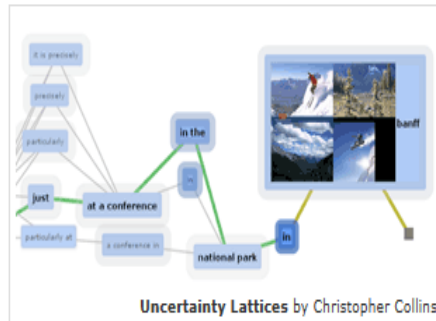 it is precisely
precisely
particularly
just
particularly at
at a conference
a conference in
in the
national park
in
banff
Uncertainty Lattices by Christopher Collins